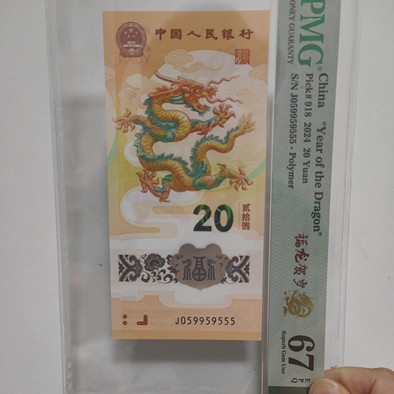 中国人民银行
20
贰拾圆
福
J059959555
PMG
MONEY GUARANTY
China "Year of the Dragon"
Pick# 918 2024 20 Yuan
S/N J059959555 - Polymer
福龙贺岁
67
EPQ
Superb Gem Unc